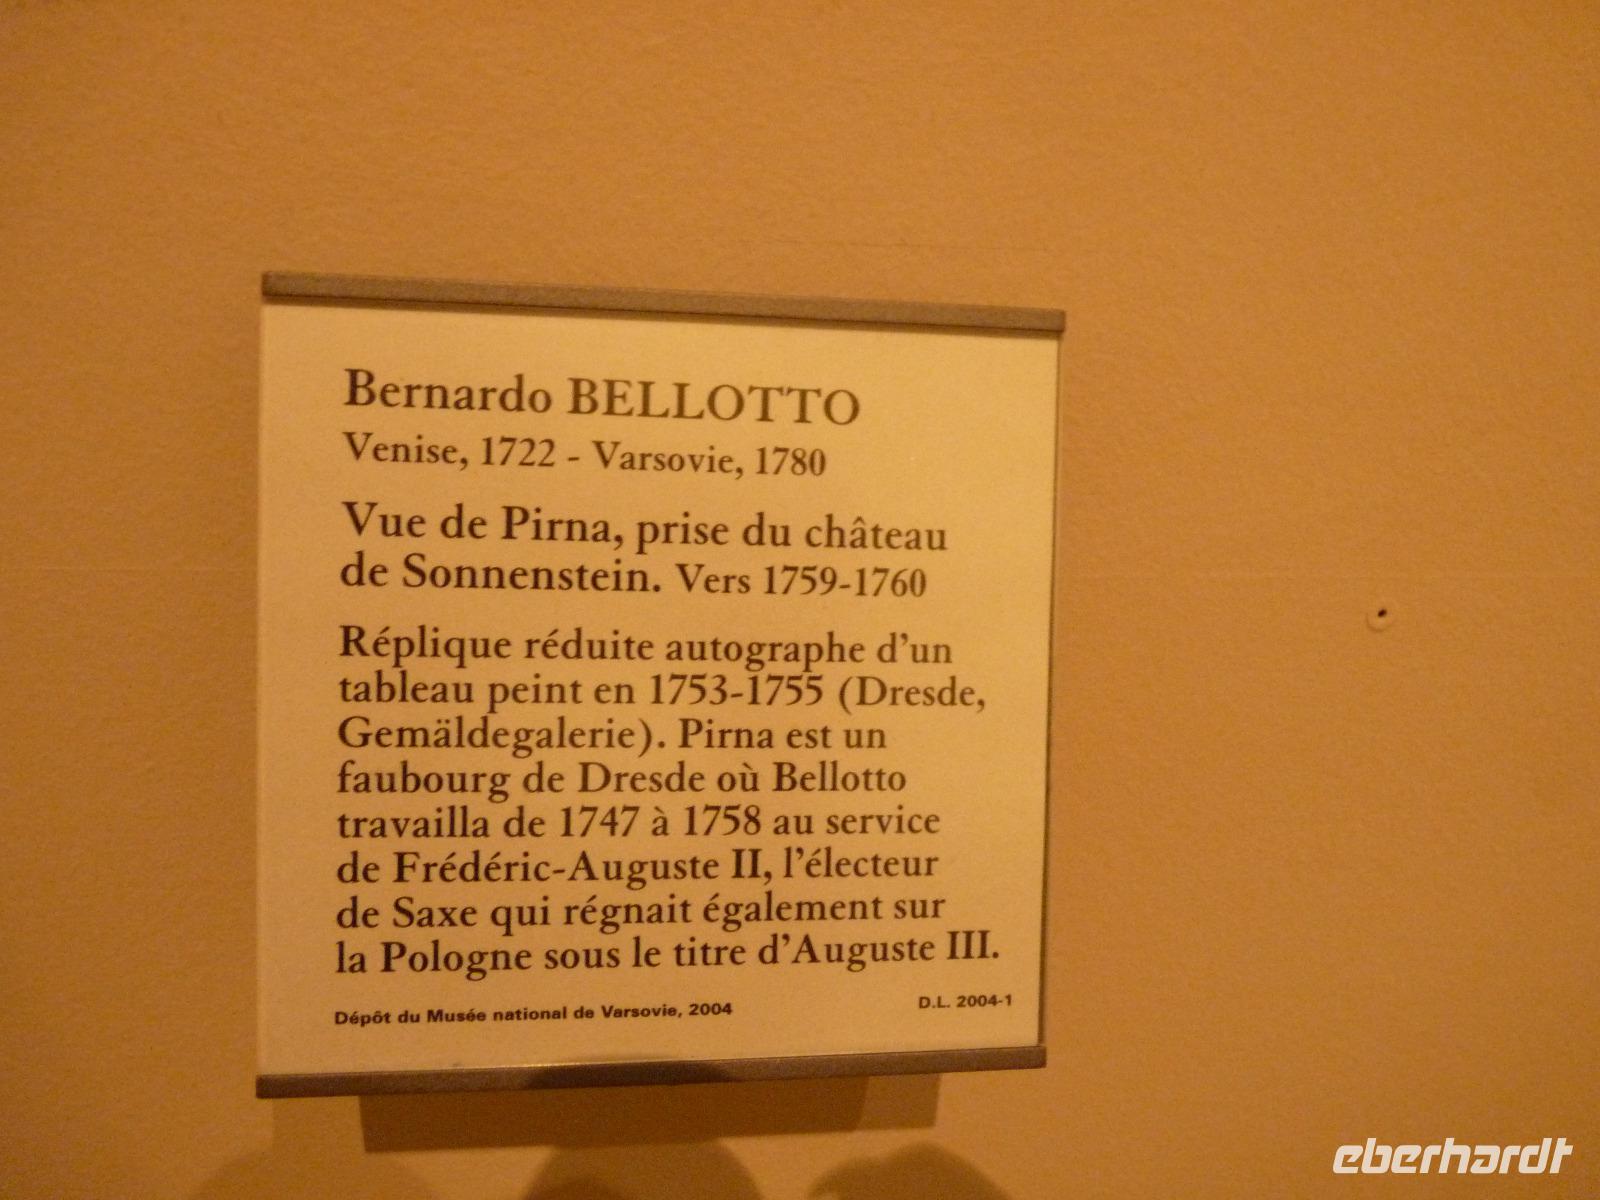 Bernardo BELLOTTO
Venise, 1722 - Varsovie, 1780
Vue de Pirna, prise du château
de Sonnenstein. Vers 1759-1760
Réplique réduite autographe d'un
tableau peint en 1753-1755 (Dresde,
Gemäldegalerie). Pirna est un
faubourg de Dresde où Bellotto
travailla de 1747 à 1758 au service
de Frédéric-Auguste II, l'électeur
de Saxe qui régnait également sur
la Pologne sous le titre d'Auguste III.
Dépôt du Musée national de Varsovie, 2004 D.L. 2004-1
eberhardt